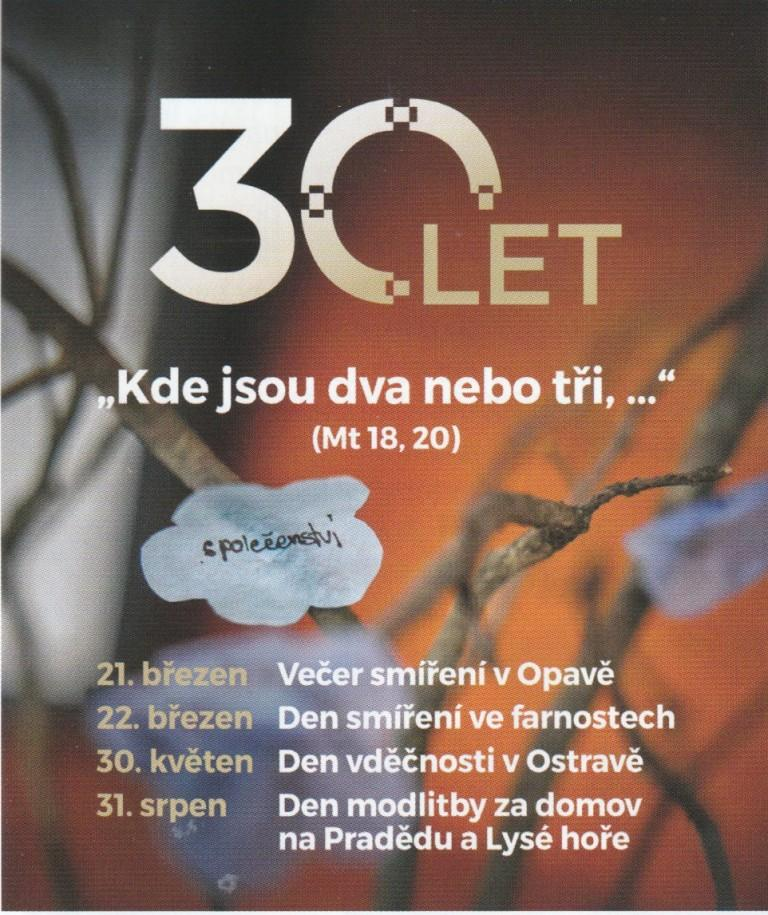 30 LET
„Kde jsou dva nebo tři, ...“
(Mt 18, 20)
společenství
21. březen Večer smíření v Opavě
22. březen Den smíření ve farnostech
30. květen Den vděčnosti v Ostravě
31. srpen Den modlitby za domov
na Pradědu a Lysé hoře